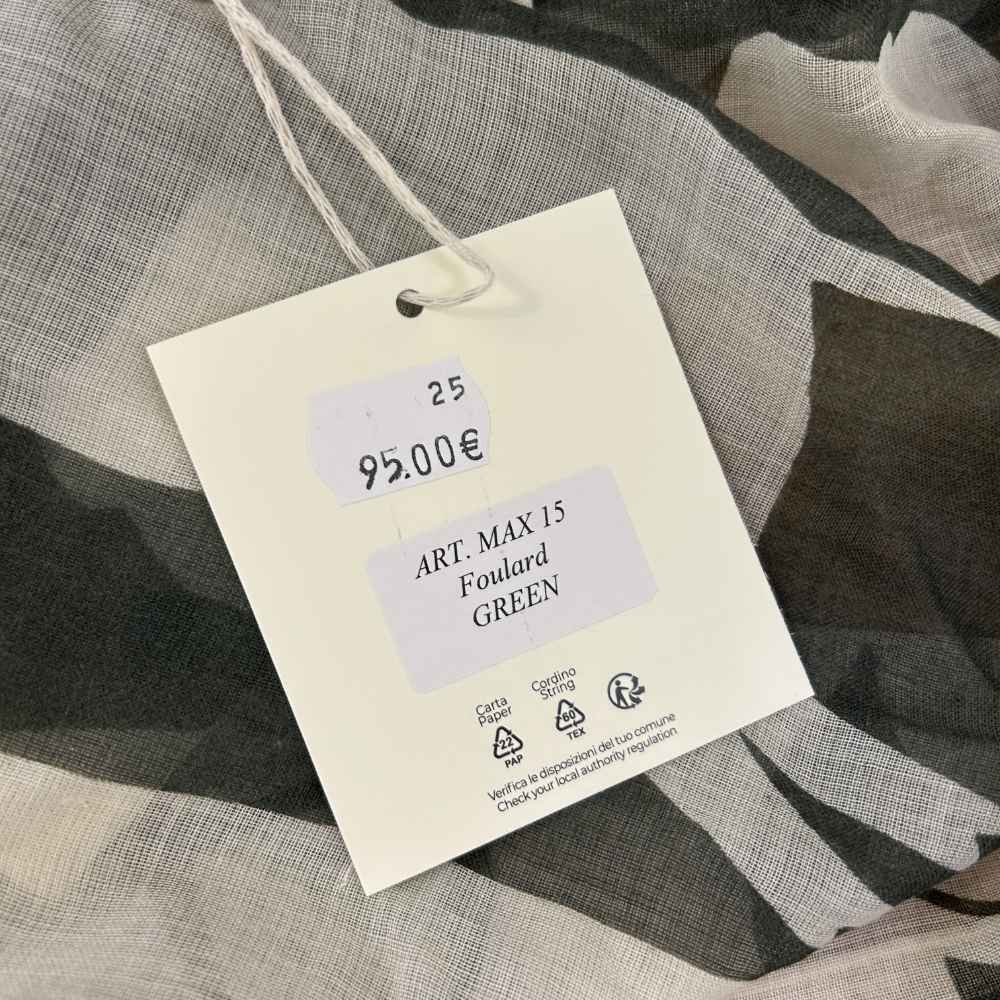 25
95.00€
ART. MAX 15
Foulard
GREEN
Carta
Paper
22
PAP
Cordino
String
60
TEX
Verifica le disposizioni del tuo comune
Check your local authority regulation